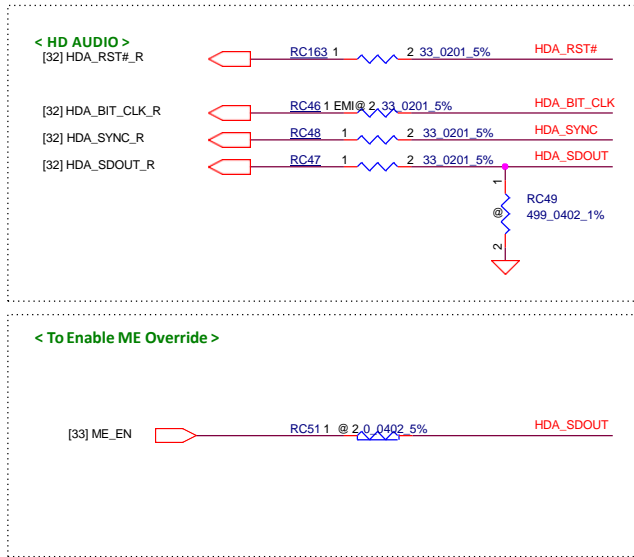 < HD AUDIO >
[32] HDA_RST#_R RC163 1 2 33_0201_5% HDA_RST#
[32] HDA_BIT_CLK_R RC46 1 EMI@ 2 33_0201_5% HDA_BIT_CLK
[32] HDA_SYNC_R RC48 1 2 33_0201_5% HDA_SYNC
[32] HDA_SDOUT_R RC47 1 2 33_0201_5% HDA_SDOUT
1
RC49
@ 499_0402_1%
2
< To Enable ME Override >
[33] ME_EN RC51 1 @ 2 0_0402_5% HDA_SDOUT